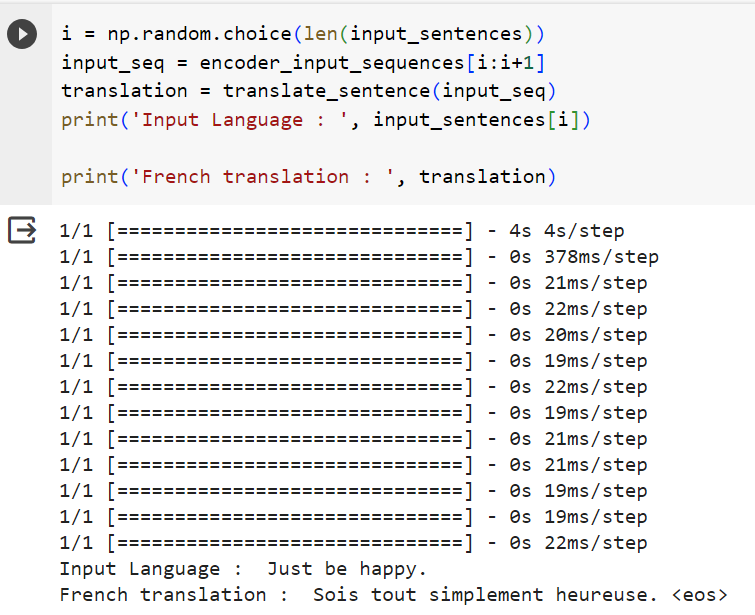 i = np.random.choice(len(input_sentences))
input_seq = encoder_input_sequences[i:i+1]
translation = translate_sentence(input_seq)
print('Input Language : ', input_sentences[i])
print('French translation : ', translation)
1/1 [==============================] - 4s 4s/step
1/1 [==============================] - 0s 378ms/step
1/1 [==============================] - 0s 21ms/step
1/1 [==============================] - 0s 22ms/step
1/1 [==============================] - 0s 20ms/step
1/1 [==============================] - 0s 19ms/step
1/1 [==============================] - 0s 22ms/step
1/1 [==============================] - 0s 19ms/step
1/1 [==============================] - 0s 21ms/step
1/1 [==============================] - 0s 21ms/step
1/1 [==============================] - 0s 19ms/step
1/1 [==============================] - 0s 19ms/step
1/1 [==============================] - 0s 22ms/step
Input Language :  Just be happy.
French translation :  Sois tout simplement heureuse. <eos>